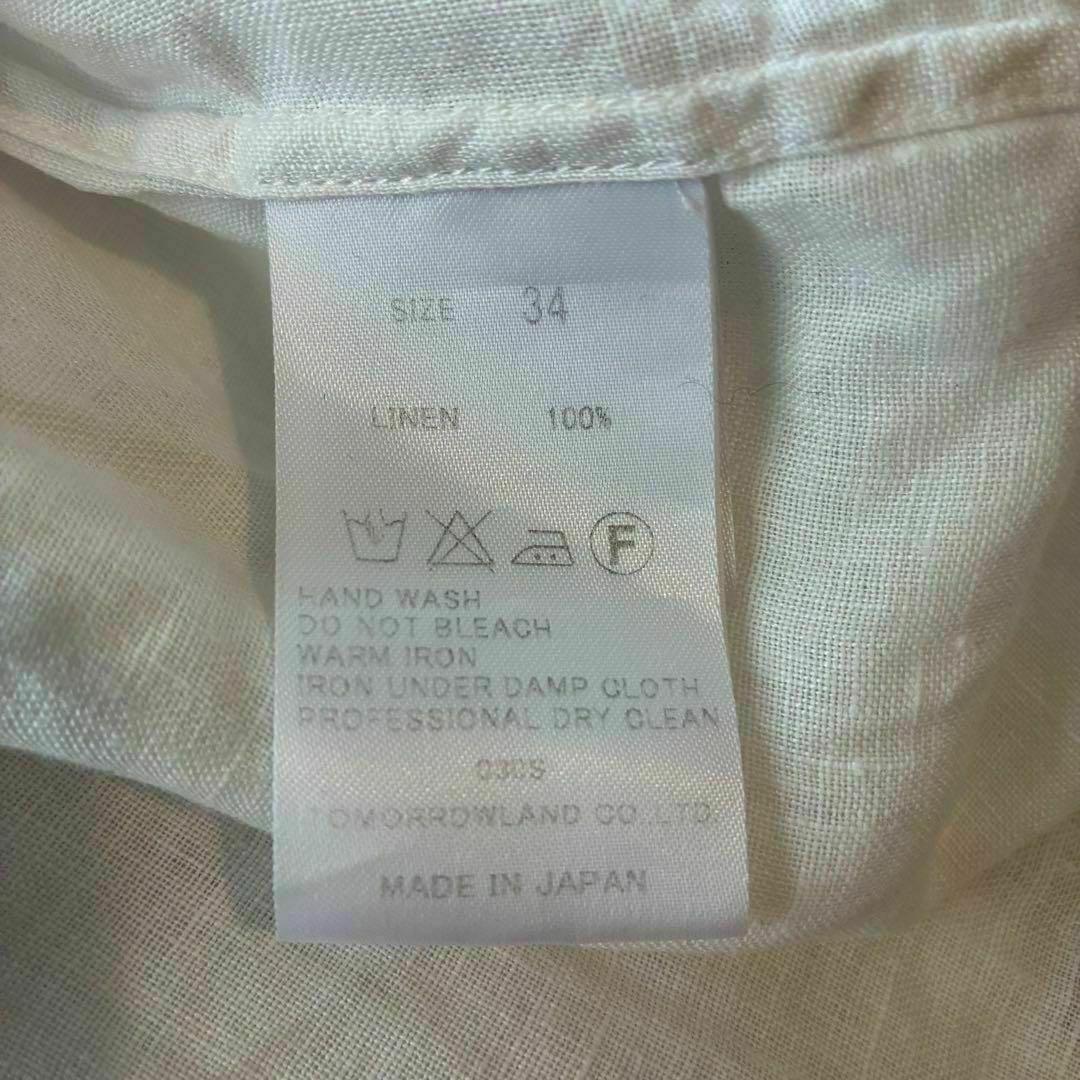 SIZE 34
LINEN 100%
F
HAND WASH
DO NOT BLEACH
WARM IRON
IRON UNDER DAMP CLOTH
PROFESSIONAL DRY CLEAN
030S
TOMORROWLAND CO.,LTD.
MADE IN JAPAN